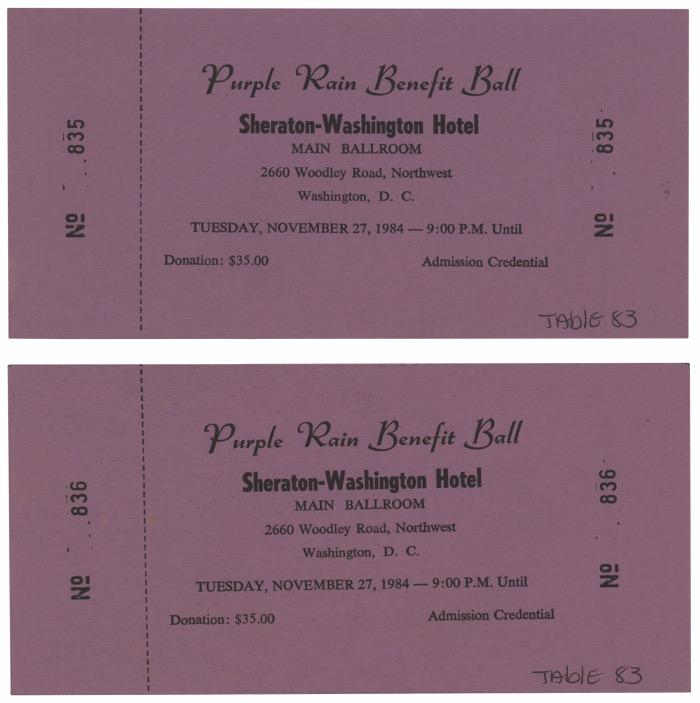 Purple Rain Benefit Ball
Sheraton-Washington Hotel
MAIN BALLROOM
2660 Woodley Road, Northwest
Washington, D. C.
TUESDAY, NOVEMBER 27, 1984 — 9:00 P.M. Until
Donation: $35.00 Admission Credential
TABlE 83
Nº 835
Nº 835
Purple Rain Benefit Ball
Sheraton-Washington Hotel
MAIN BALLROOM
2660 Woodley Road, Northwest
Washington, D. C.
TUESDAY, NOVEMBER 27, 1984 — 9:00 P.M. Until
Donation: $35.00 Admission Credential
TABlE 83
Nº 836
Nº 836